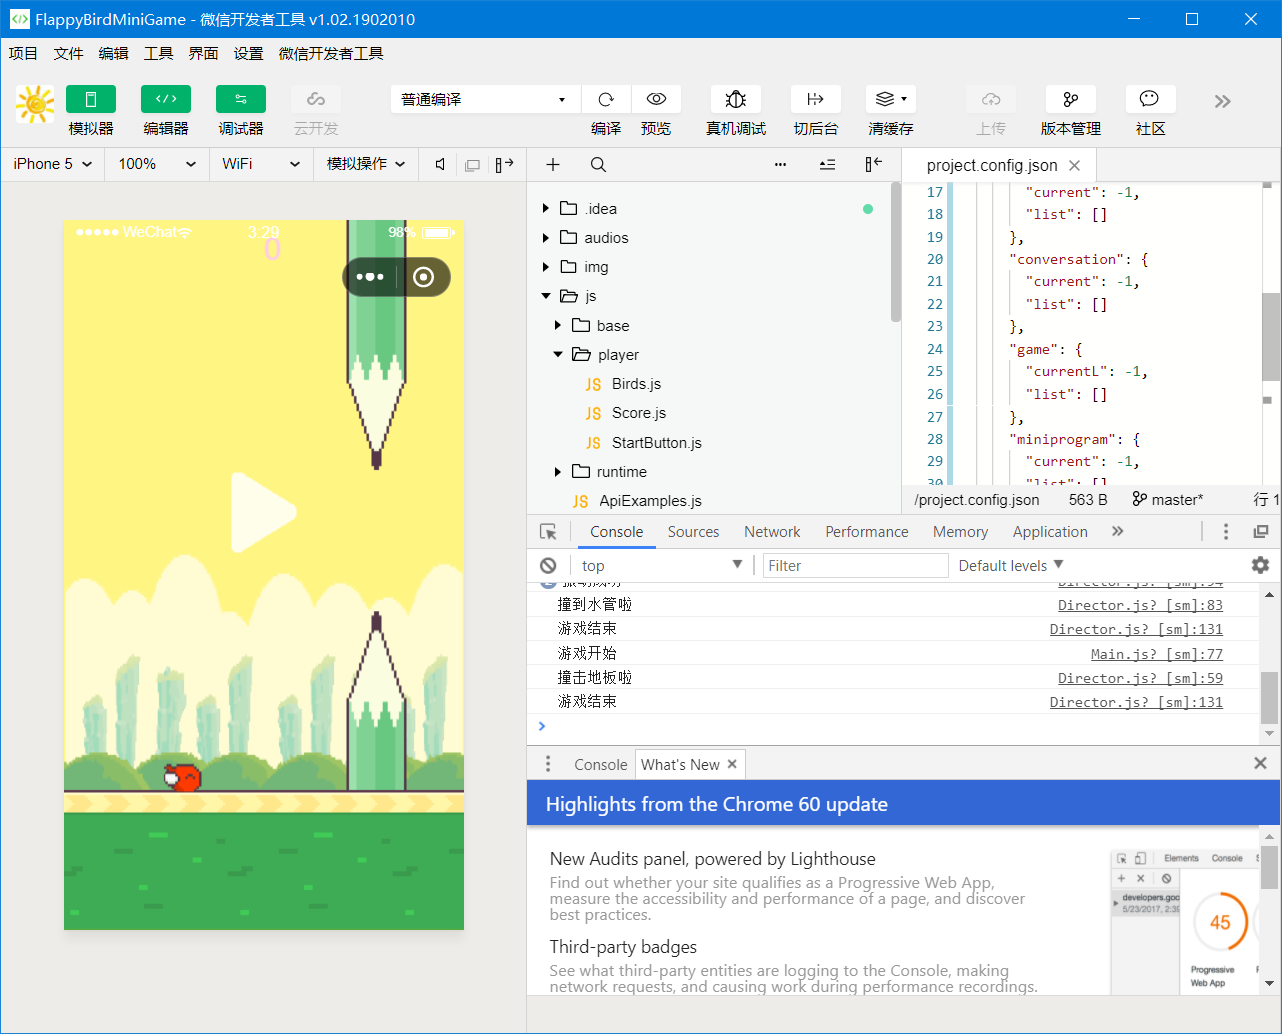 FlappyBirdMiniGame - 微信开发者工具 v1.02.1902010
项目 文件 编辑 工具 界面 设置 微信开发者工具
普通编译
模拟器 编辑器 调试器 云开发 编译 预览 真机调试 切后台 清缓存 上传 版本管理 社区
iPhone 5 100% WiFi 模拟操作
WeChat 3:29 98%
0
.idea
audios
img
js
base
player
JS Birds.js
JS Score.js
JS StartButton.js
runtime
JS ApiExamples.js
project.config.json
17 "current": -1,
18 "list": []
19 },
20 "conversation": {
21 "current": -1,
22 "list": []
23 },
24 "game": {
25 "currentL": -1,
26 "list": []
27 },
28 "miniprogram": {
29 "current": -1,
30 "list": []
/project.config.json 563 B master* 行 1
Console Sources Network Performance Memory Application
top Filter Default levels
Director.js? [sm]:94
撞到水管啦 Director.js? [sm]:83
游戏结束 Director.js? [sm]:131
游戏开始 Main.js? [sm]:77
撞击地板啦 Director.js? [sm]:59
游戏结束 Director.js? [sm]:131
Console What's New
Highlights from the Chrome 60 update
New Audits panel, powered by Lighthouse
Find out whether your site qualifies as a Progressive Web App,
measure the accessibility and performance of a page, and discover
best practices.
Third-party badges
See what third-party entities are logging to the Console, making
network requests, and causing work during performance recordings.
Elements Console
developers.goo
5/23/2017, 2:39
45
Progressive
Web App